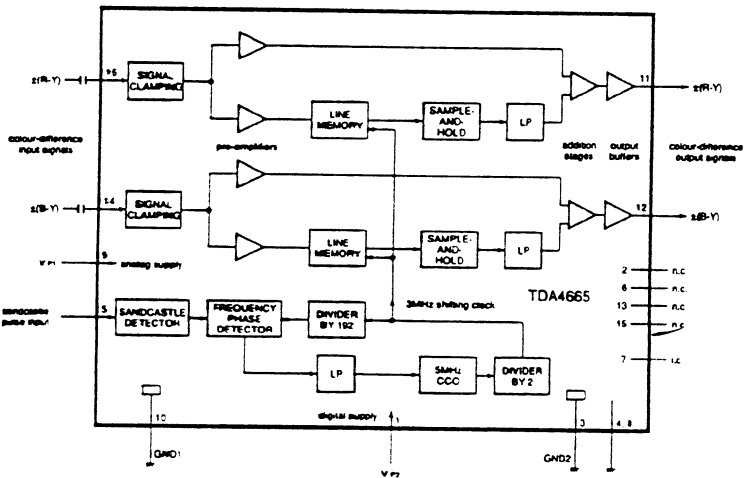 SIGNAL CLAMPING
±(R-Y)
16
LINE MEMORY
SAMPLE-AND-HOLD
LP
11
±(R-Y)
colour-difference input signals
pre-amplifiers
addition stages
output buffers
colour-difference output signals
±(B-Y)
14
SIGNAL CLAMPING
LINE MEMORY
SAMPLE-AND-HOLD
LP
12
±(B-Y)
9
analog supply
2
n.c.
6
n.c.
13
n.c.
15
n.c.
7
i.c.
TDA4665
3MHz shifting clock
sandcastle pulse input
5
SANDCASTLE DETECTOR
FREQUENCY PHASE DETECTOR
DIVIDER BY 192
LP
DIVIDER BY 2
digital supply
1
10
GND1
3
GND2
4, 8